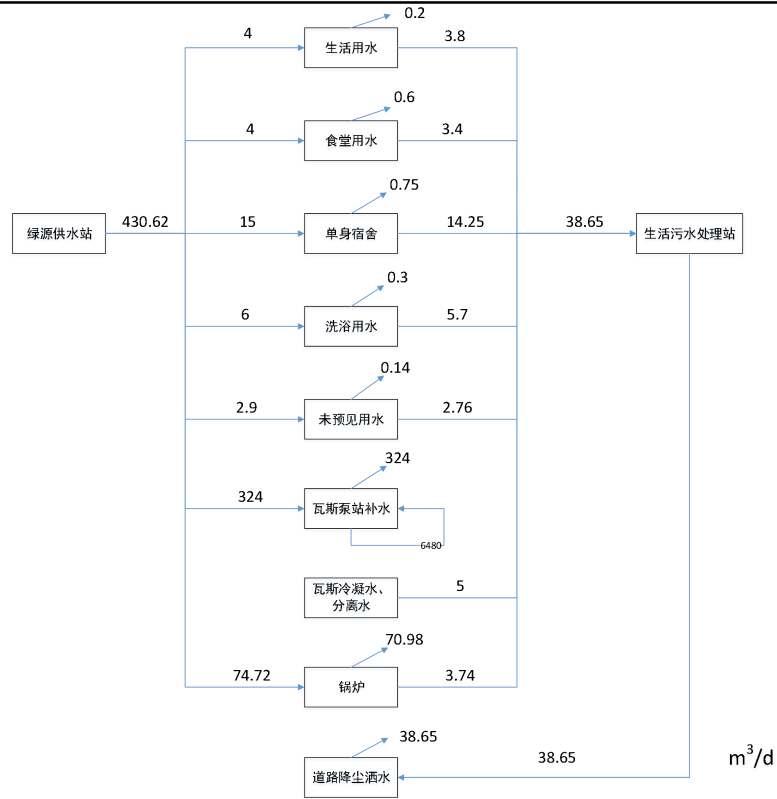 0.2
4
生活用水
3.8
0.6
4
食堂用水
3.4
0.75
绿源供水站
430.62
15
单身宿舍
14.25
38.65
生活污水处理站
0.3
6
洗浴用水
5.7
0.14
2.9
未预见用水
2.76
324
324
瓦斯泵站补水
6480
瓦斯冷凝水、
分离水
5
70.98
74.72
锅炉
3.74
38.65
道路降尘洒水
38.65
m³/d